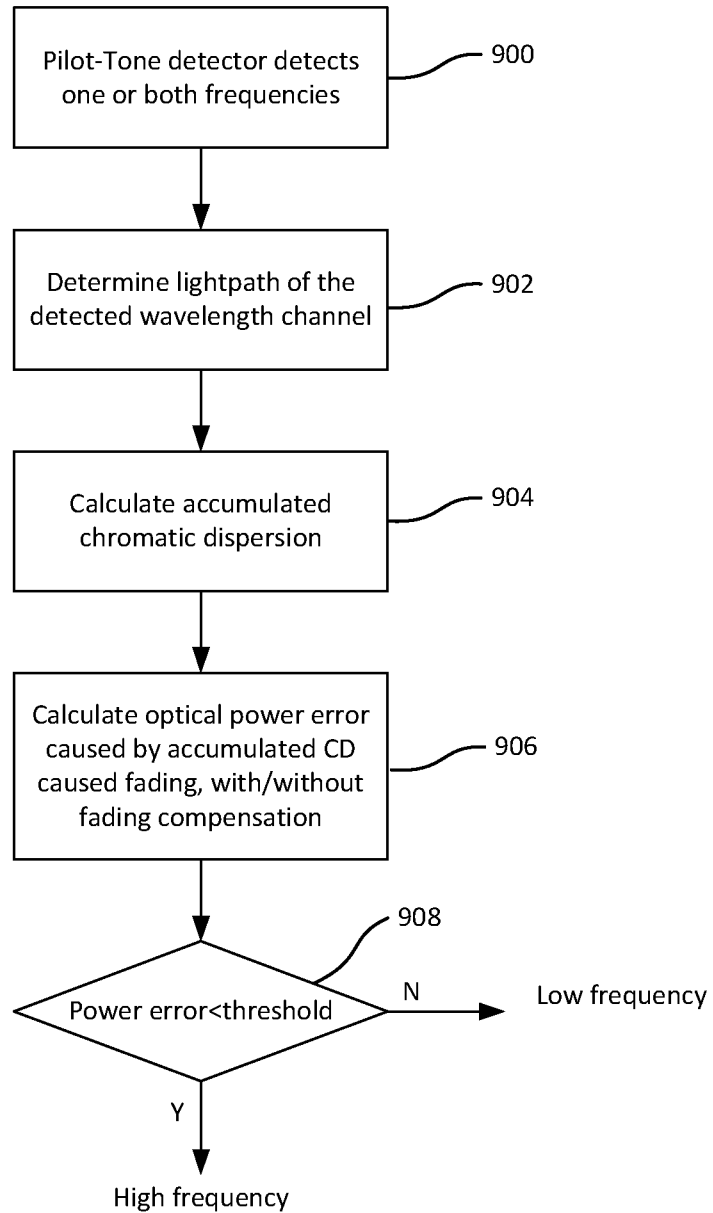 Pilot-Tone detector detects
one or both frequencies
900
Determine lightpath of the
detected wavelength channel
902
Calculate accumulated
chromatic dispersion
904
Calculate optical power error
caused by accumulated CD
caused fading, with/without
fading compensation
906
908
Power error<threshold
N
Low frequency
Y
High frequency